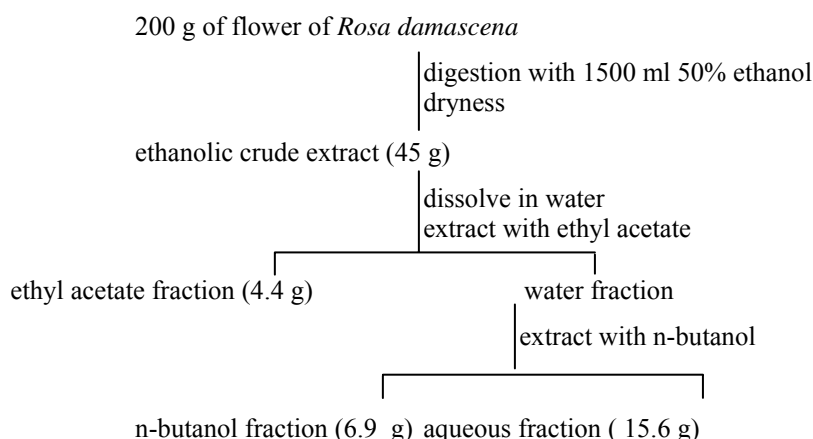 200 g of flower of Rosa damascena
digestion with 1500 ml 50% ethanol
dryness
ethanolic crude extract (45 g)
dissolve in water
extract with ethyl acetate
ethyl acetate fraction (4.4 g)
water fraction
extract with n-butanol
n-butanol fraction (6.9 g)
aqueous fraction ( 15.6 g)